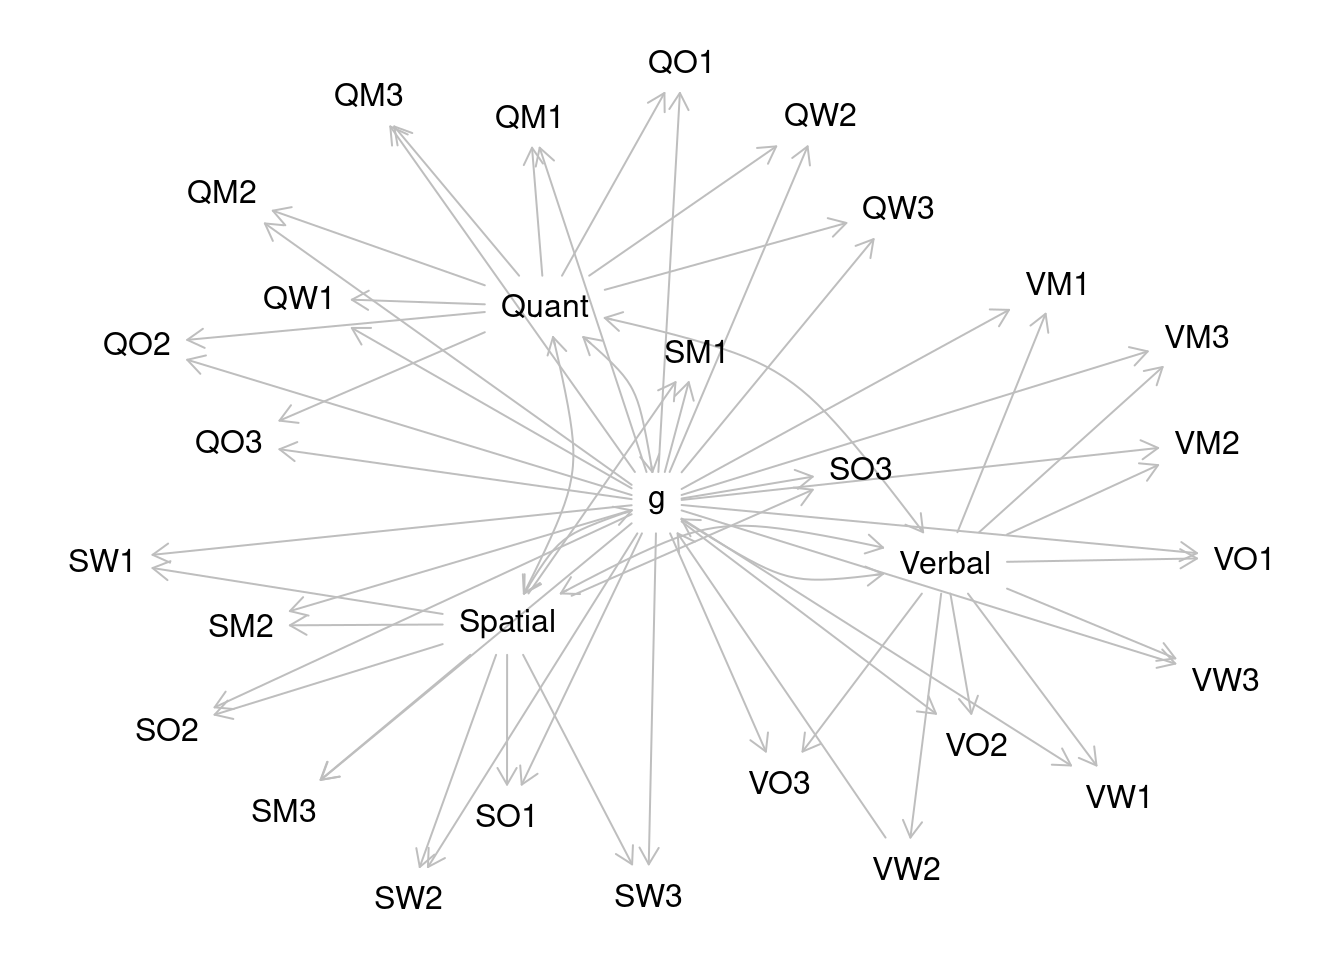 QO1
QM3
QM1
QW2
QM2
QW3
VM1
QW1
Quant
QO2
SM1
VM3
QO3
VM2
SO3
g
SW1
Verbal
VO1
SM2
Spatial
VW3
SO2
VO2
VO3
VW1
SM3
SO1
VW2
SW2
SW3